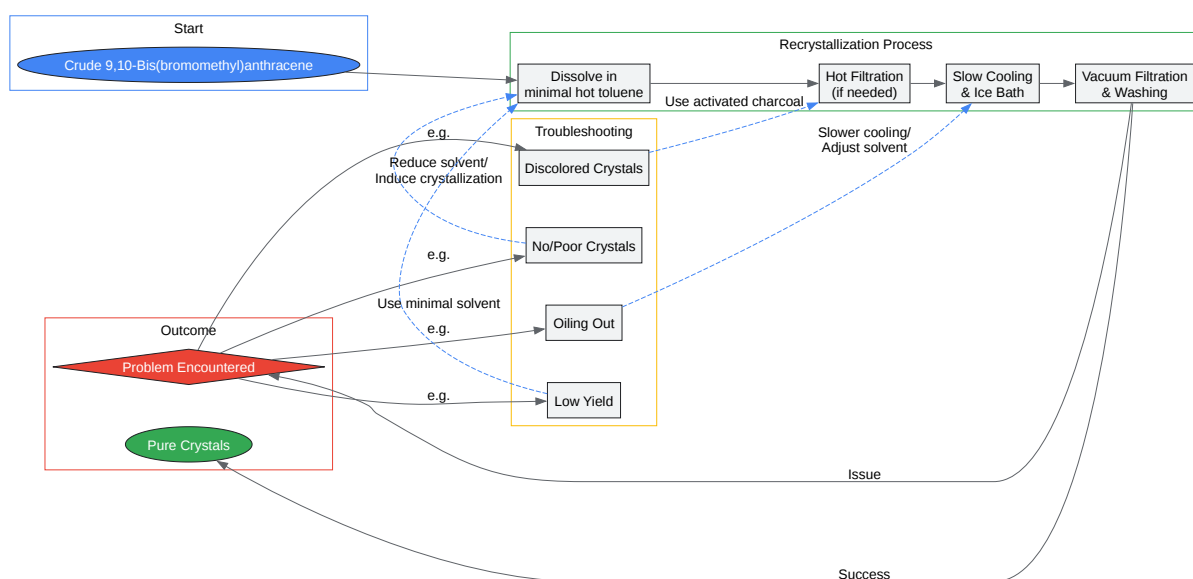 Start
Crude 9,10-Bis(bromomethyl)anthracene
Recrystallization Process
Dissolve in
minimal hot toluene
Hot Filtration
(if needed)
Slow Cooling
& Ice Bath
Vacuum Filtration
& Washing
Use activated charcoal
Troubleshooting
e.g.
Slower cooling/
Adjust solvent
Reduce solvent/
Induce crystallization
Discolored Crystals
No/Poor Crystals
e.g.
Use minimal solvent
e.g.
Oiling Out
Outcome
Problem Encountered
e.g.
Low Yield
Pure Crystals
Issue
Success